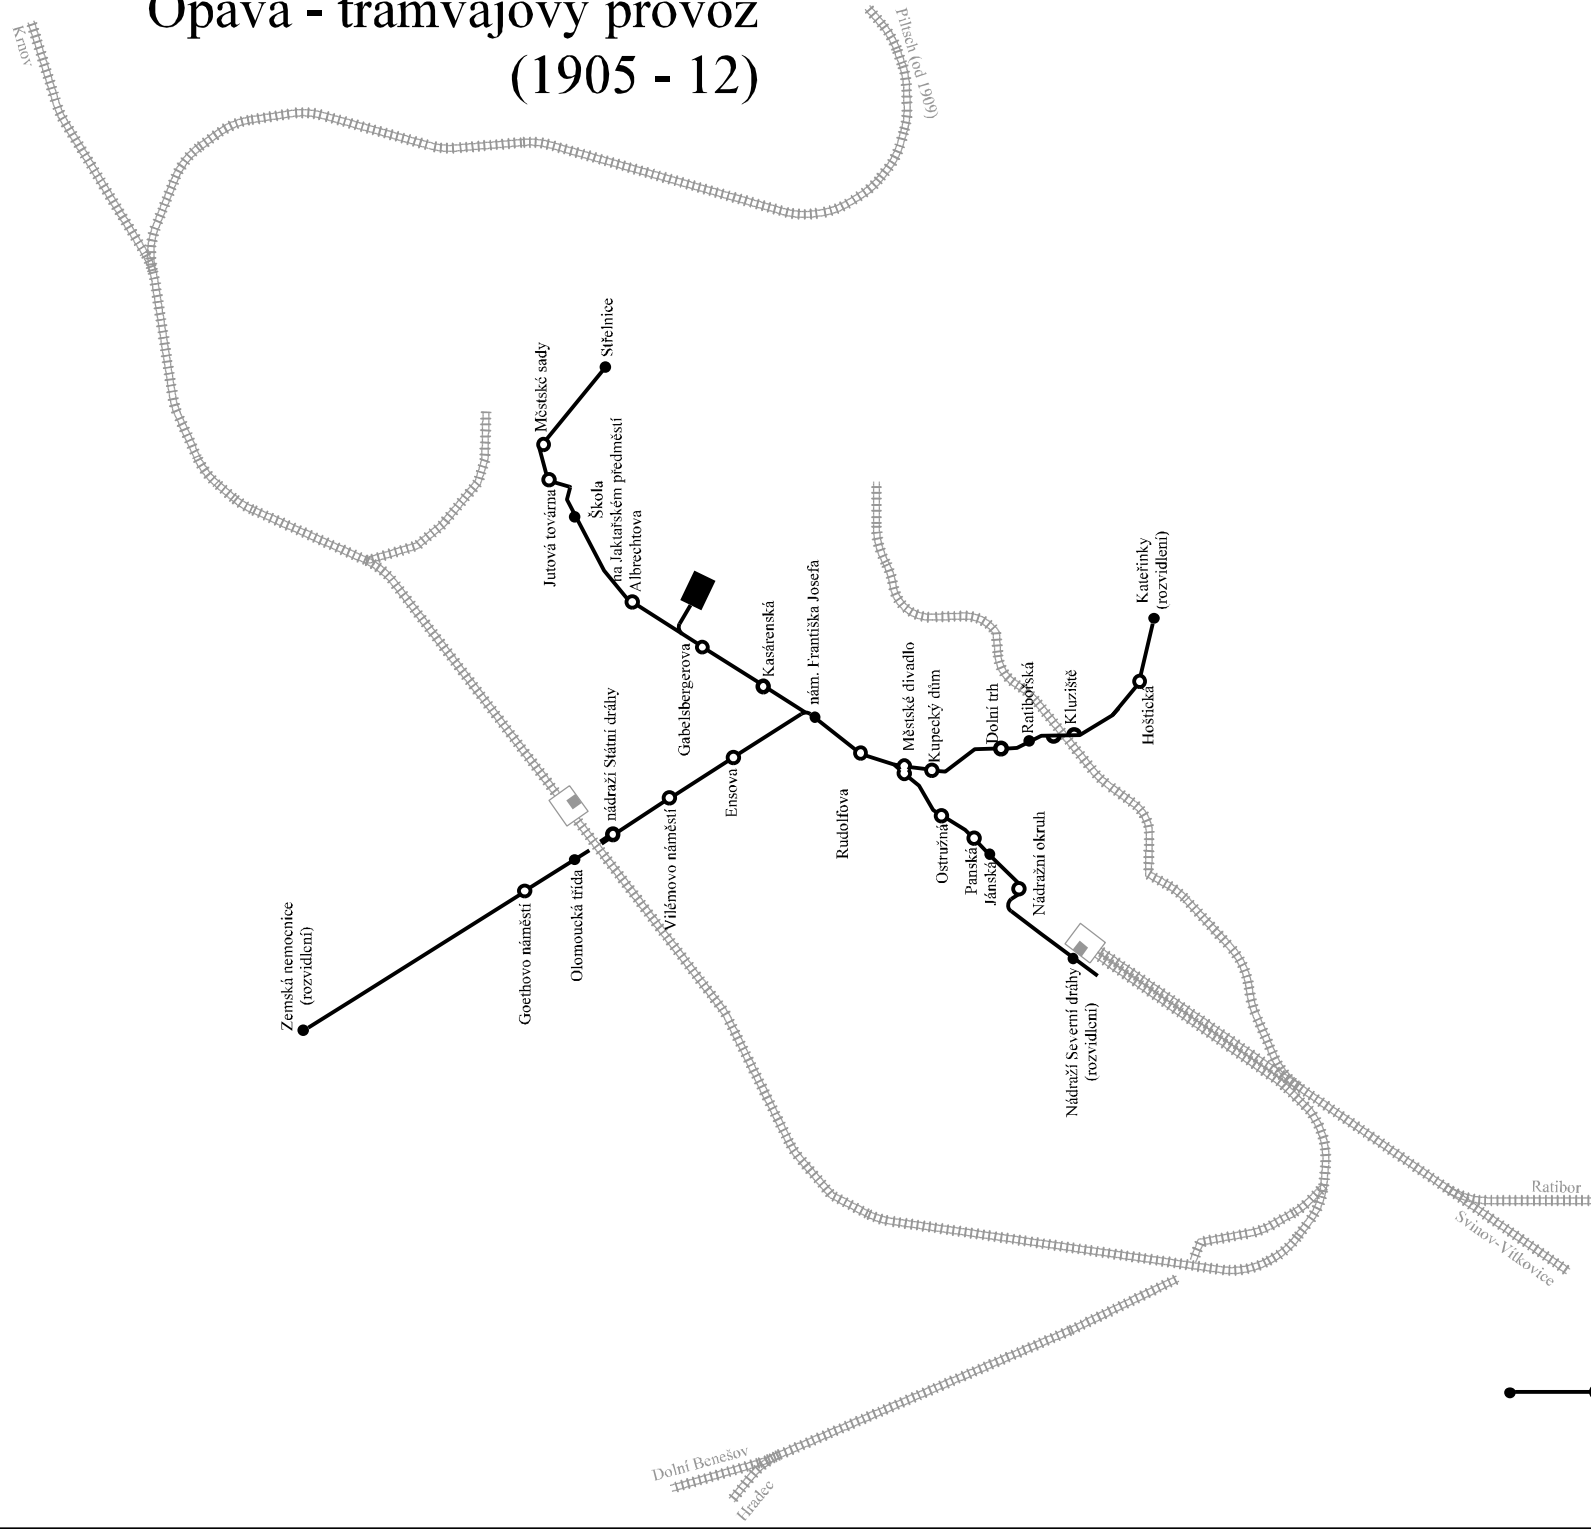 Opava - tramvajový provoz
(1905 - 12)
Krnov
Piltsch (od 1909)
Střelnice
Městské sady
Jutová továrna
Škola
na Jaktařském předměstí
Albrechtova
Gabelsbergerova
Kasárenská
nám. Františka Josefa
nádraží Státní dráhy
Vilémovo náměstí
Ensova
Rudolfova
Městské divadlo
Kupecký dům
Dolní trh
Ratibořská
Kluziště
Hoštická
Kateřinky
(rozvidlení)
Ostružná
Panská
Jánská
Nádražní okruh
Nádraží Severní dráhy
(rozvidlení)
Zemská nemocnice
(rozvidlení)
Goethovo náměstí
Olomoucká třída
Ratibor
Svinov-Vítkovice
Dolní Benešov
Hradec